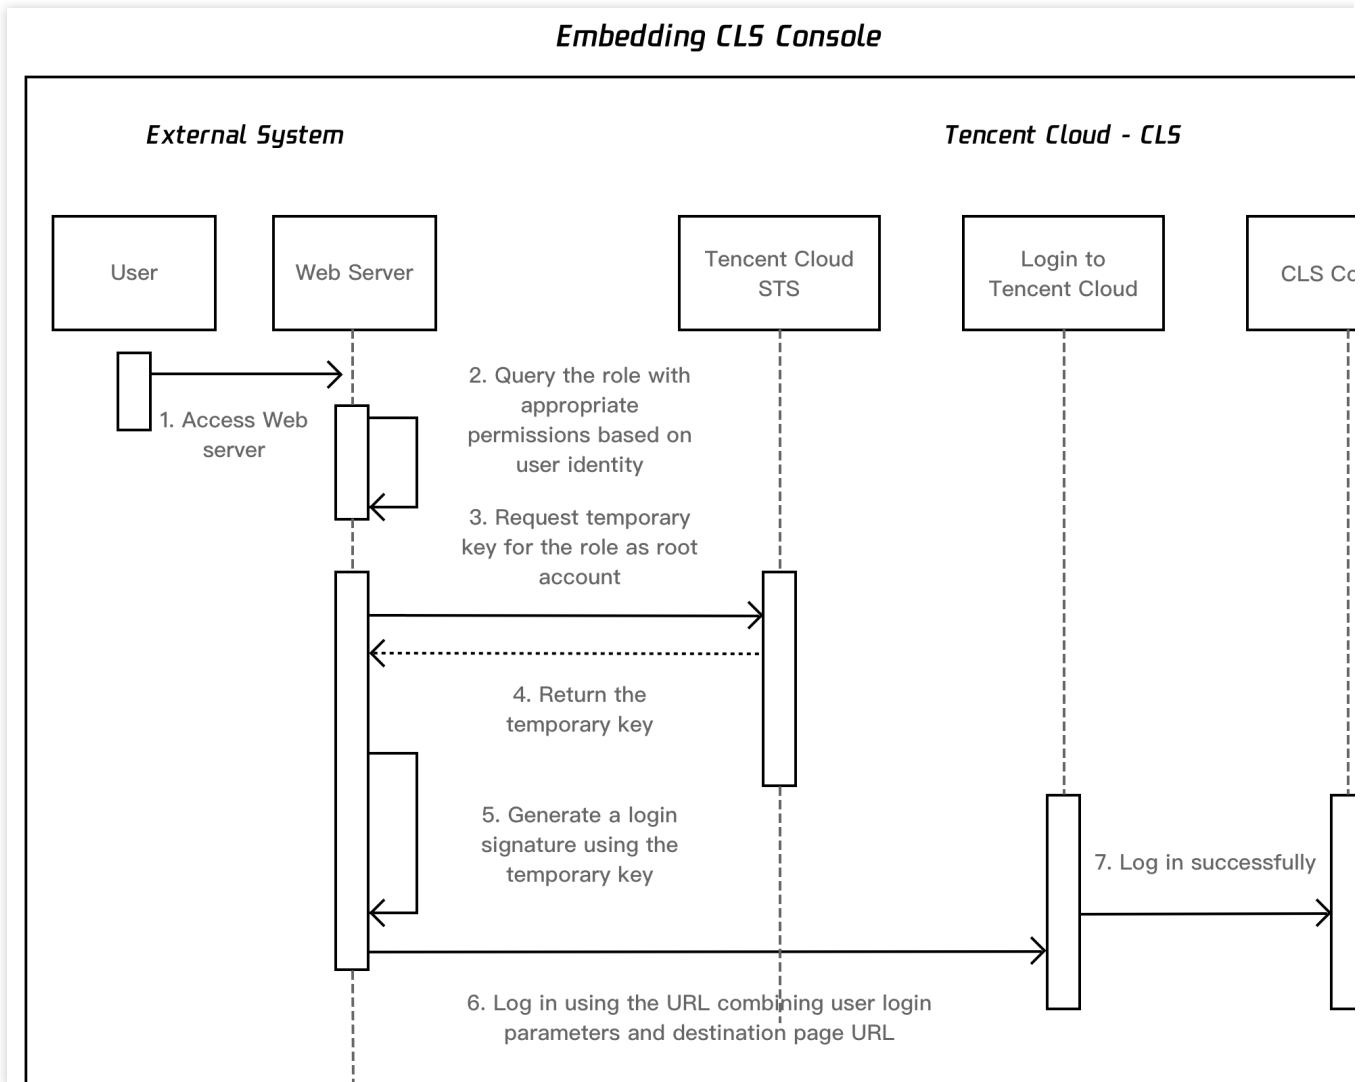 Embedding CLS Console
External System
Tencent Cloud - CLS
User
Web Server
Tencent Cloud
STS
Login to
Tencent Cloud
CLS
1. Access Web
server
2. Query the role with
appropriate
permissions based on
user identity
3. Request temporary
key for the role as root
account
4. Return the
temporary key
5. Generate a login
signature using the
temporary key
7. Log in successfully
6. Log in using the URL combining user login
parameters and destination page URL